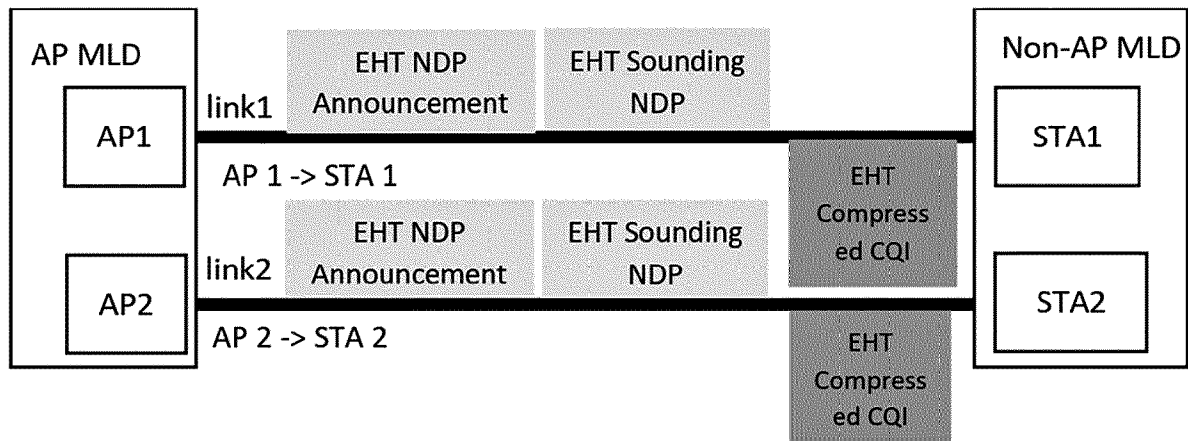 AP MLD
AP1
AP2
link1
EHT NDP
Announcement
EHT Sounding
NDP
AP 1 -> STA 1
EHT
Compress
ed CQI
link2
EHT NDP
Announcement
EHT Sounding
NDP
AP 2 -> STA 2
EHT
Compress
ed CQI
Non-AP MLD
STA1
STA2